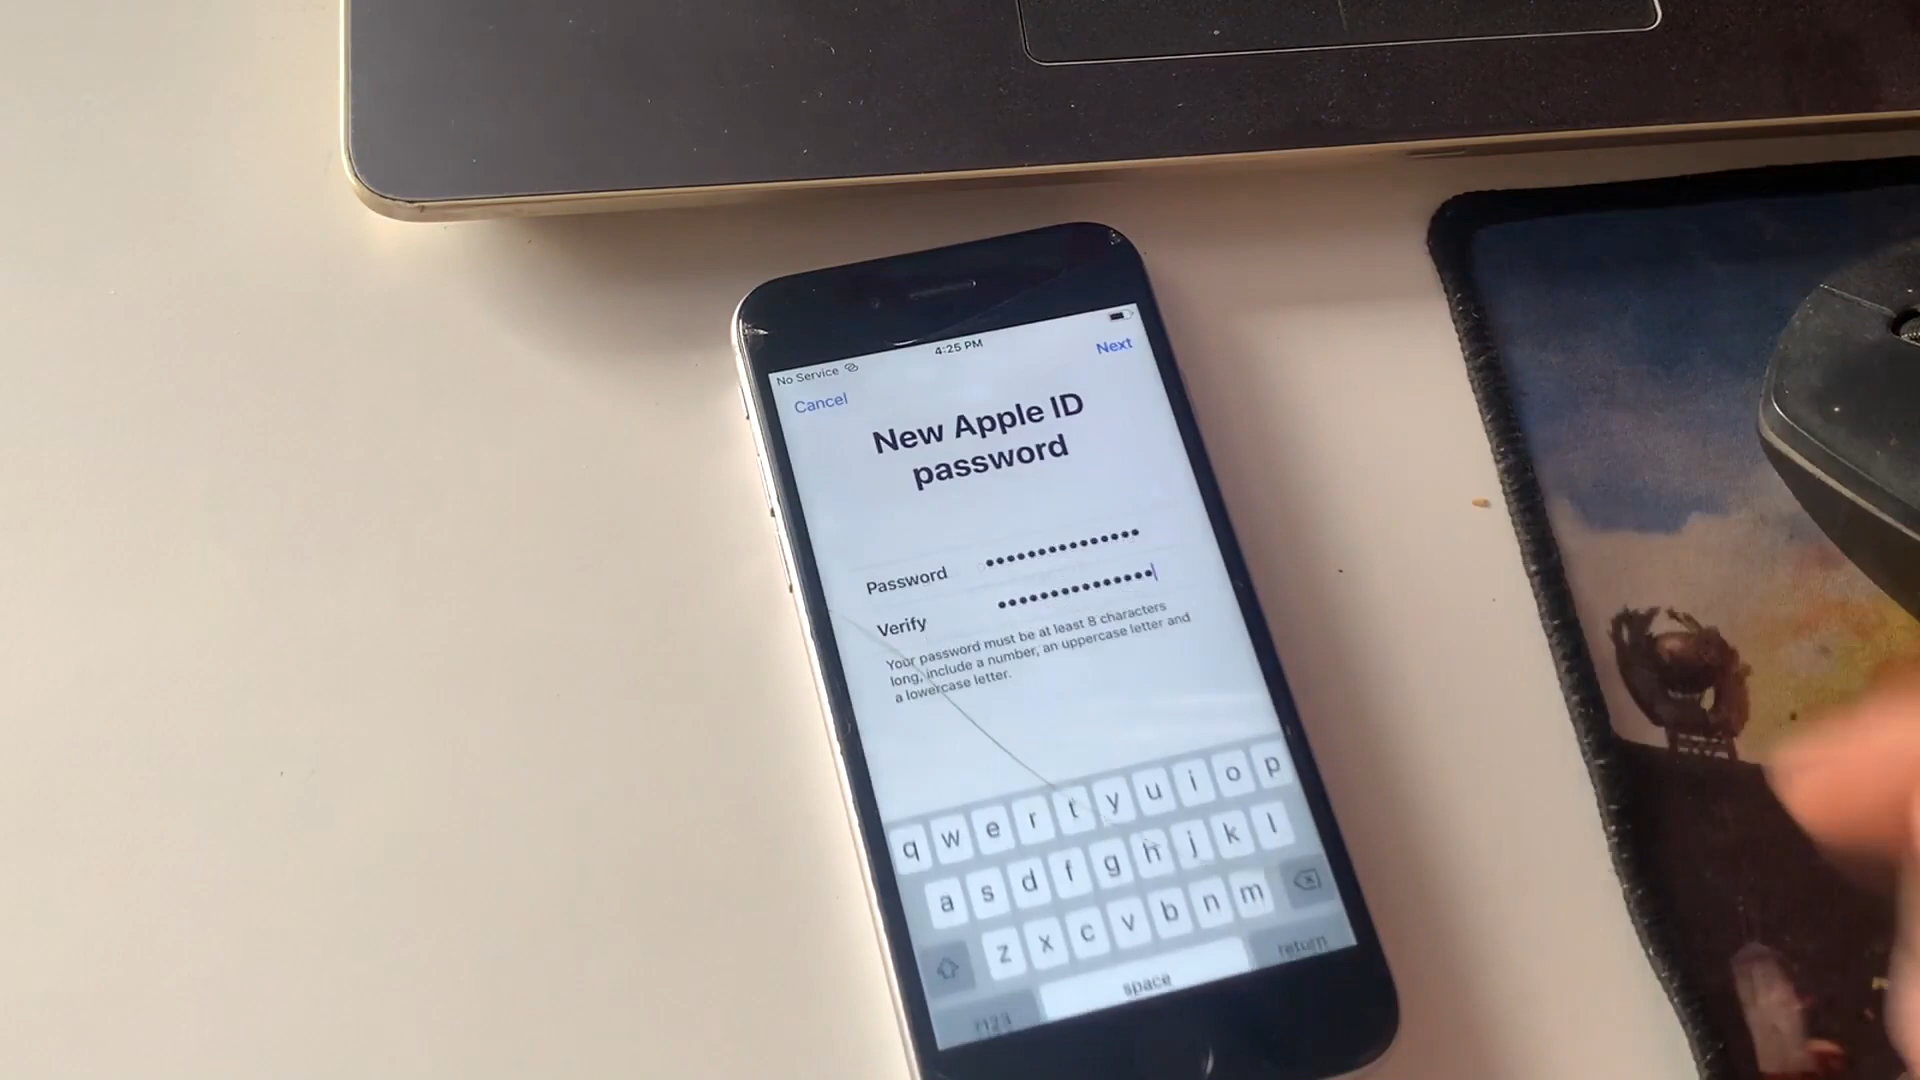 4:25 PM
No Service
Cancel
Next
New Apple ID
password
Password •••••••••••••••
Verify •••••••••••••••
Your password must be at least 8 characters
long, include a number, an uppercase letter and
a lowercase letter.
q w e r t y u i o p
a s d f g h j k l
z x c v b n m
?123 space return